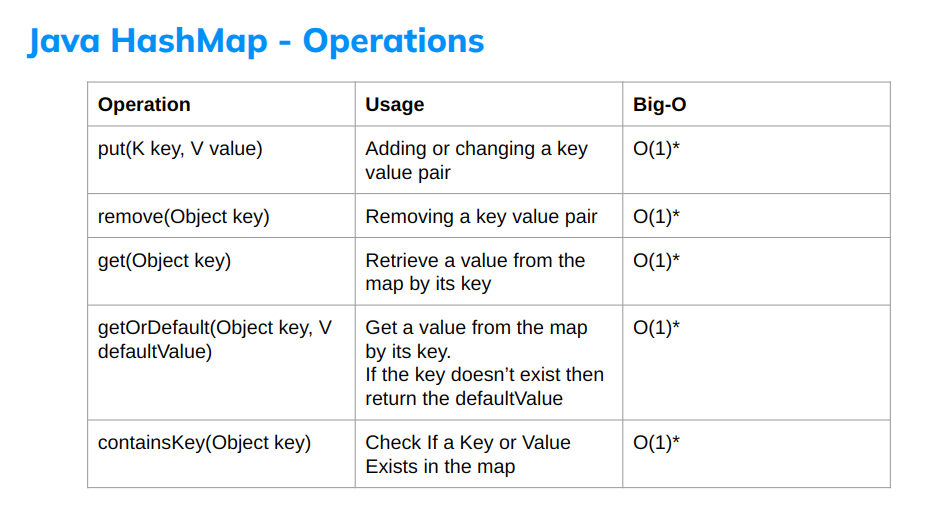 Java HashMap - Operations
Operation
Usage
Big-O
put(K key, V value)
Adding or changing a key
value pair
O(1)*
remove(Object key)
Removing a key value pair
O(1)*
get(Object key)
Retrieve a value from the
map by its key
O(1)*
getOrDefault(Object key, V
defaultValue)
Get a value from the map
by its key.
If the key doesn’t exist then
return the defaultValue
O(1)*
containsKey(Object key)
Check If a Key or Value
Exists in the map
O(1)*